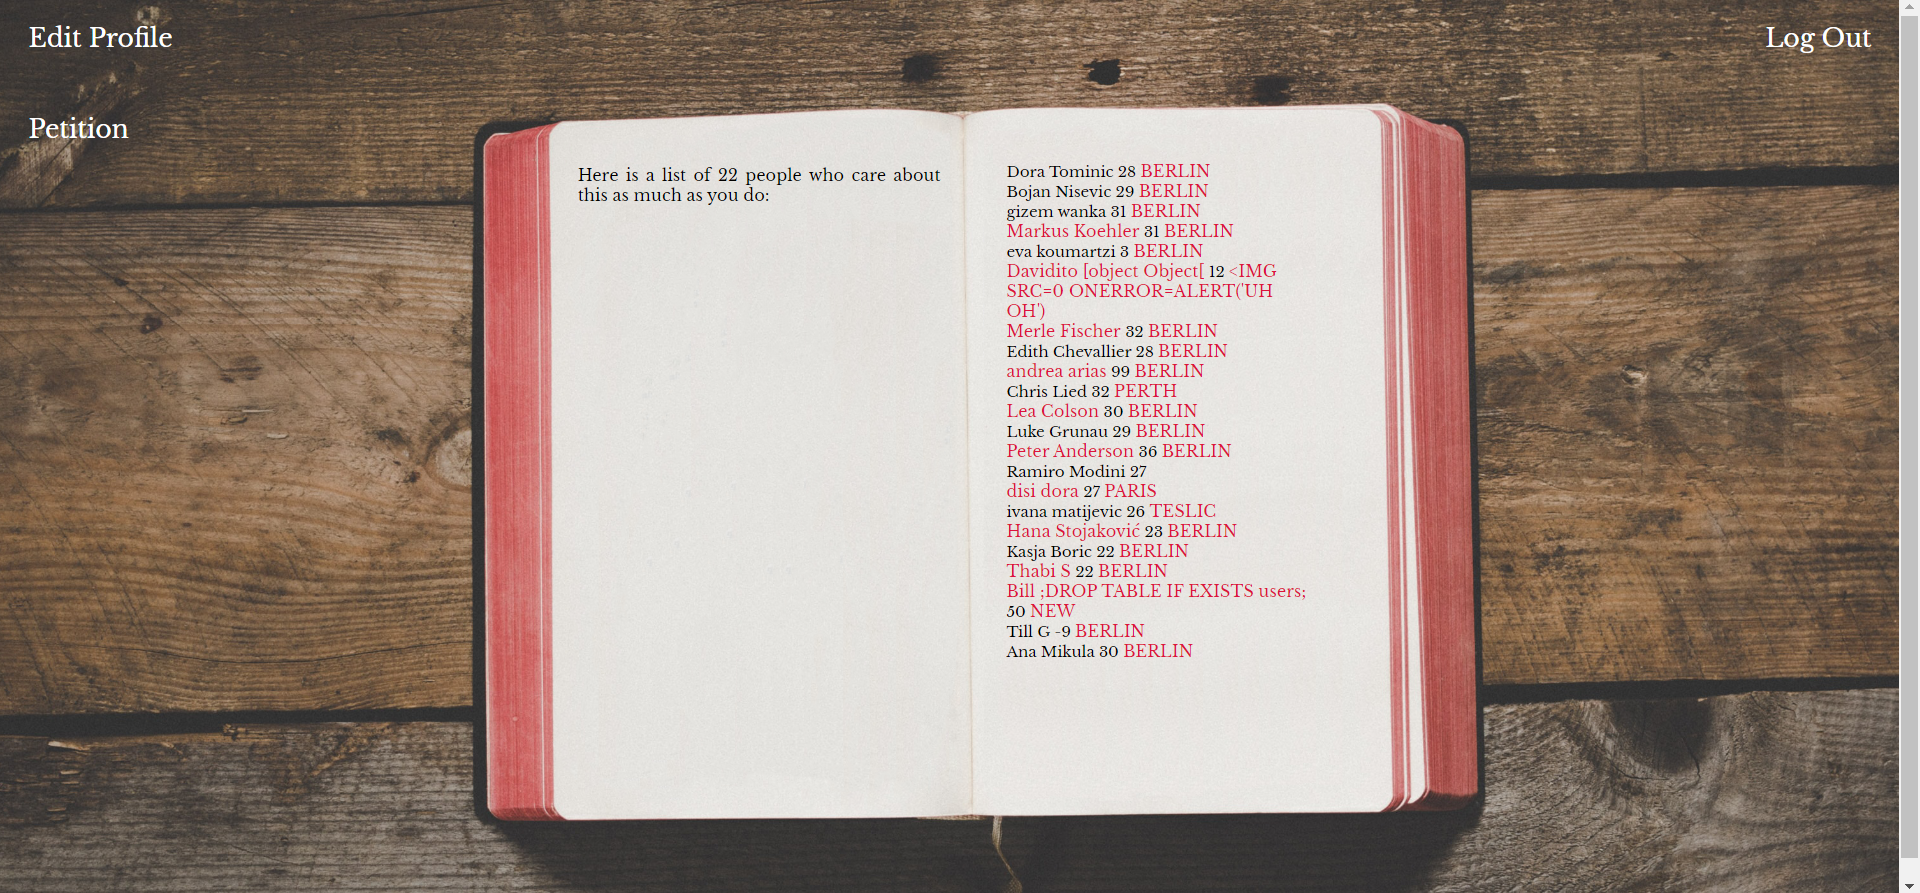 Edit Profile
Log Out
Petition
Here is a list of 22 people who care about
this as much as you do:
Dora Tominic 28 BERLIN
Bojan Nisevic 29 BERLIN
gizem wanka 31 BERLIN
Markus Koehler 31 BERLIN
eva koumartzi 3 BERLIN
Davidito [object Object[ 12 <IMG
SRC=0 ONERROR=ALERT('UH
OH')
Merle Fischer 32 BERLIN
Edith Chevallier 28 BERLIN
andrea arias 99 BERLIN
Chris Lied 32 PERTH
Lea Colson 30 BERLIN
Luke Grunau 29 BERLIN
Peter Anderson 36 BERLIN
Ramiro Modini 27
disi dora 27 PARIS
ivana matijevic 26 TESLIC
Hana Stojaković 23 BERLIN
Kasja Boric 22 BERLIN
Thabi S 22 BERLIN
Bill ;DROP TABLE IF EXISTS users;
50 NEW
Till G -9 BERLIN
Ana Mikula 30 BERLIN